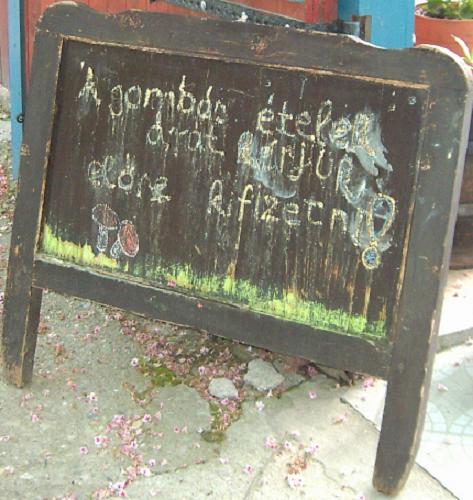 A gombás ételek
árát kérjük
előre kifizetni!